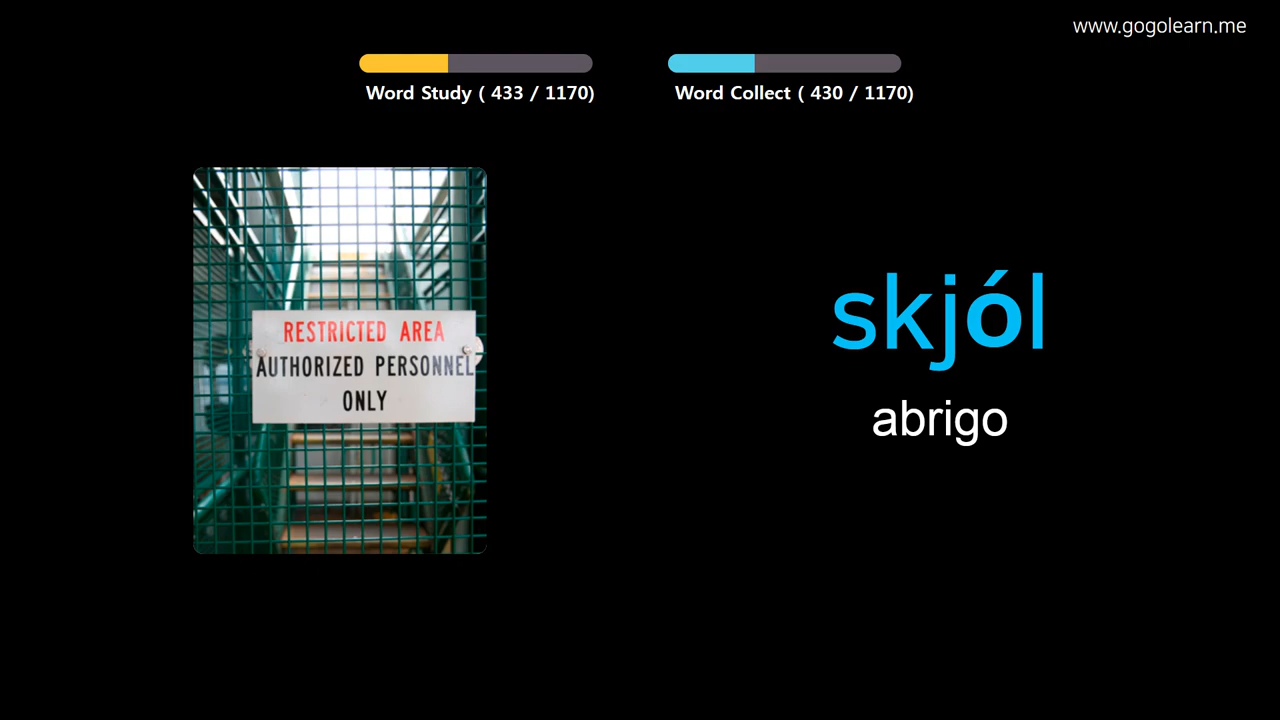 www.gogolearn.me
Word Study ( 433 / 1170)
Word Collect ( 430 / 1170)
RESTRICTED AREA
AUTHORIZED PERSONNEL
ONLY
skjól
abrigo